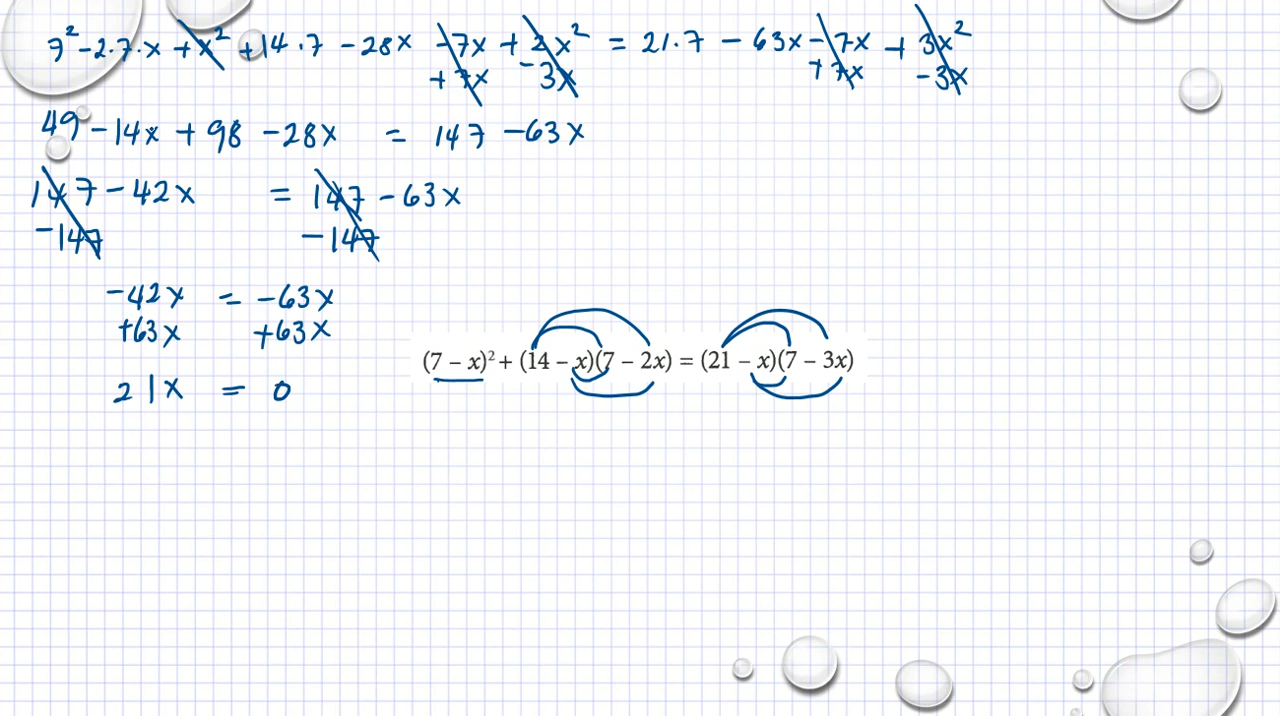 7² - 2·7·x + x² + 14·7 - 28x - 7x + 2x² = 21·7 - 63x - 7x + 3x²
+7x - 3x +7x - 3x
49 - 14x + 98 - 28x = 147 - 63x
147 - 42x = 147 - 63x
-147 -147
-42x = -63x
+63x +63x
(7 − x)² + (14 − x)(7 − 2x) = (21 − x)(7 − 3x)
21x = 0